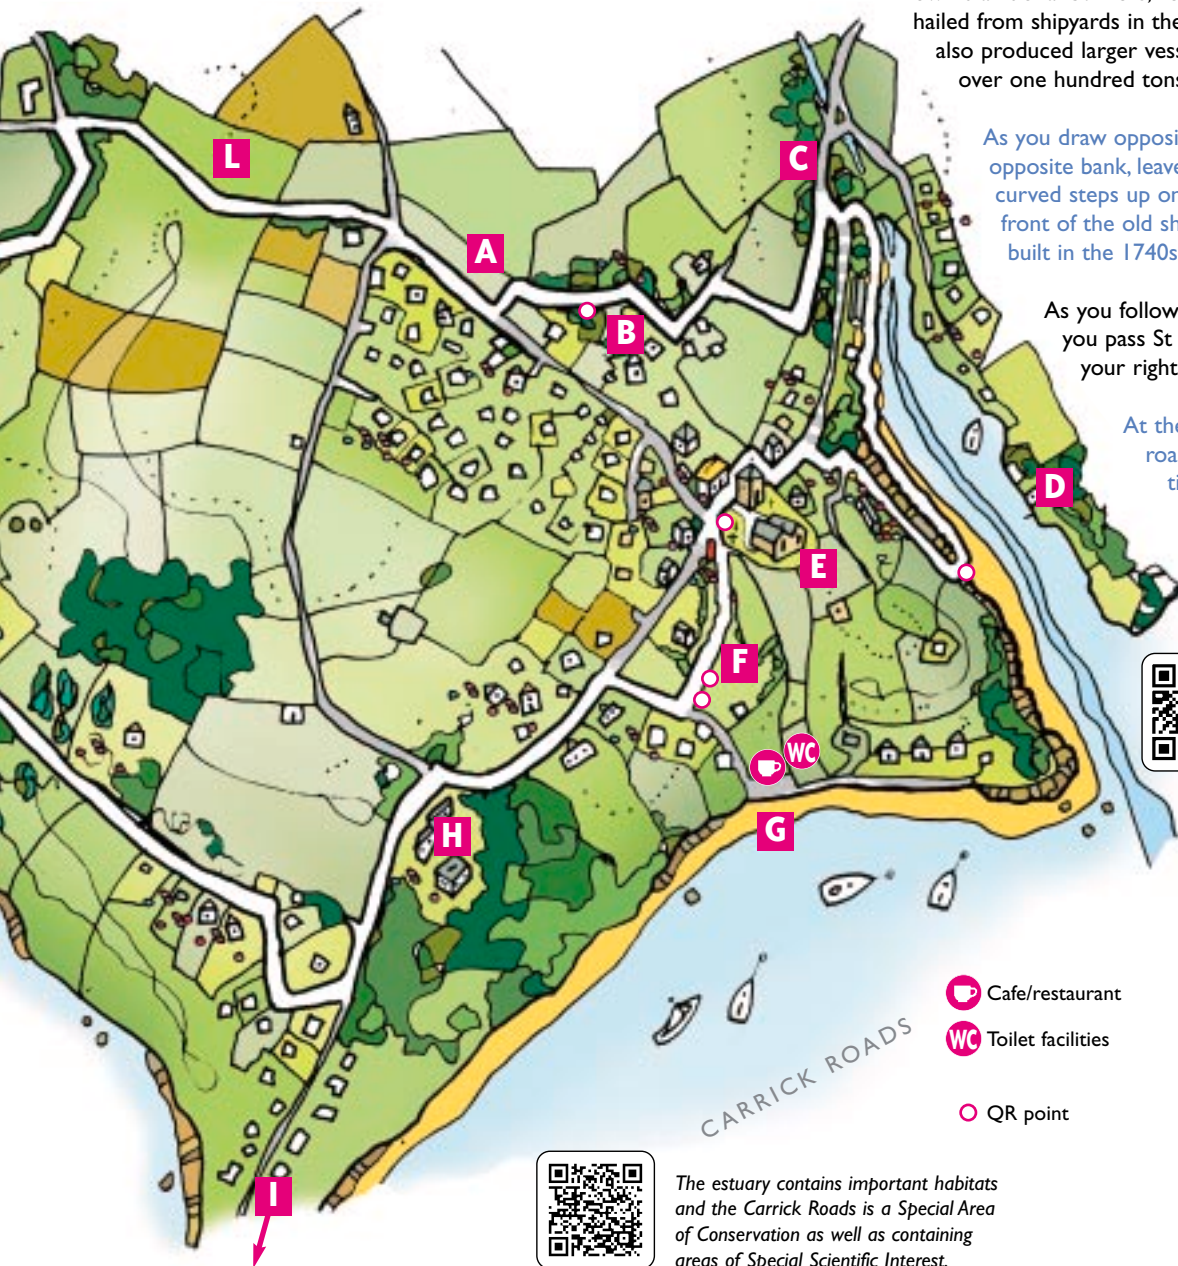 hailed from shipyards in the
also produced larger vess
over one hundred tons
As you draw opposi
opposite bank, leave
curved steps up or
front of the old sh
built in the 1740s
As you follow
you pass St
your right
At the
roa
ti
L
A
B
C
D
E
F
WC
G
H
I
Cafe/restaurant
WC Toilet facilities
QR point
CARRICK ROADS
The estuary contains important habitats
and the Carrick Roads is a Special Area
of Conservation as well as containing
areas of Special Scientific Interest.